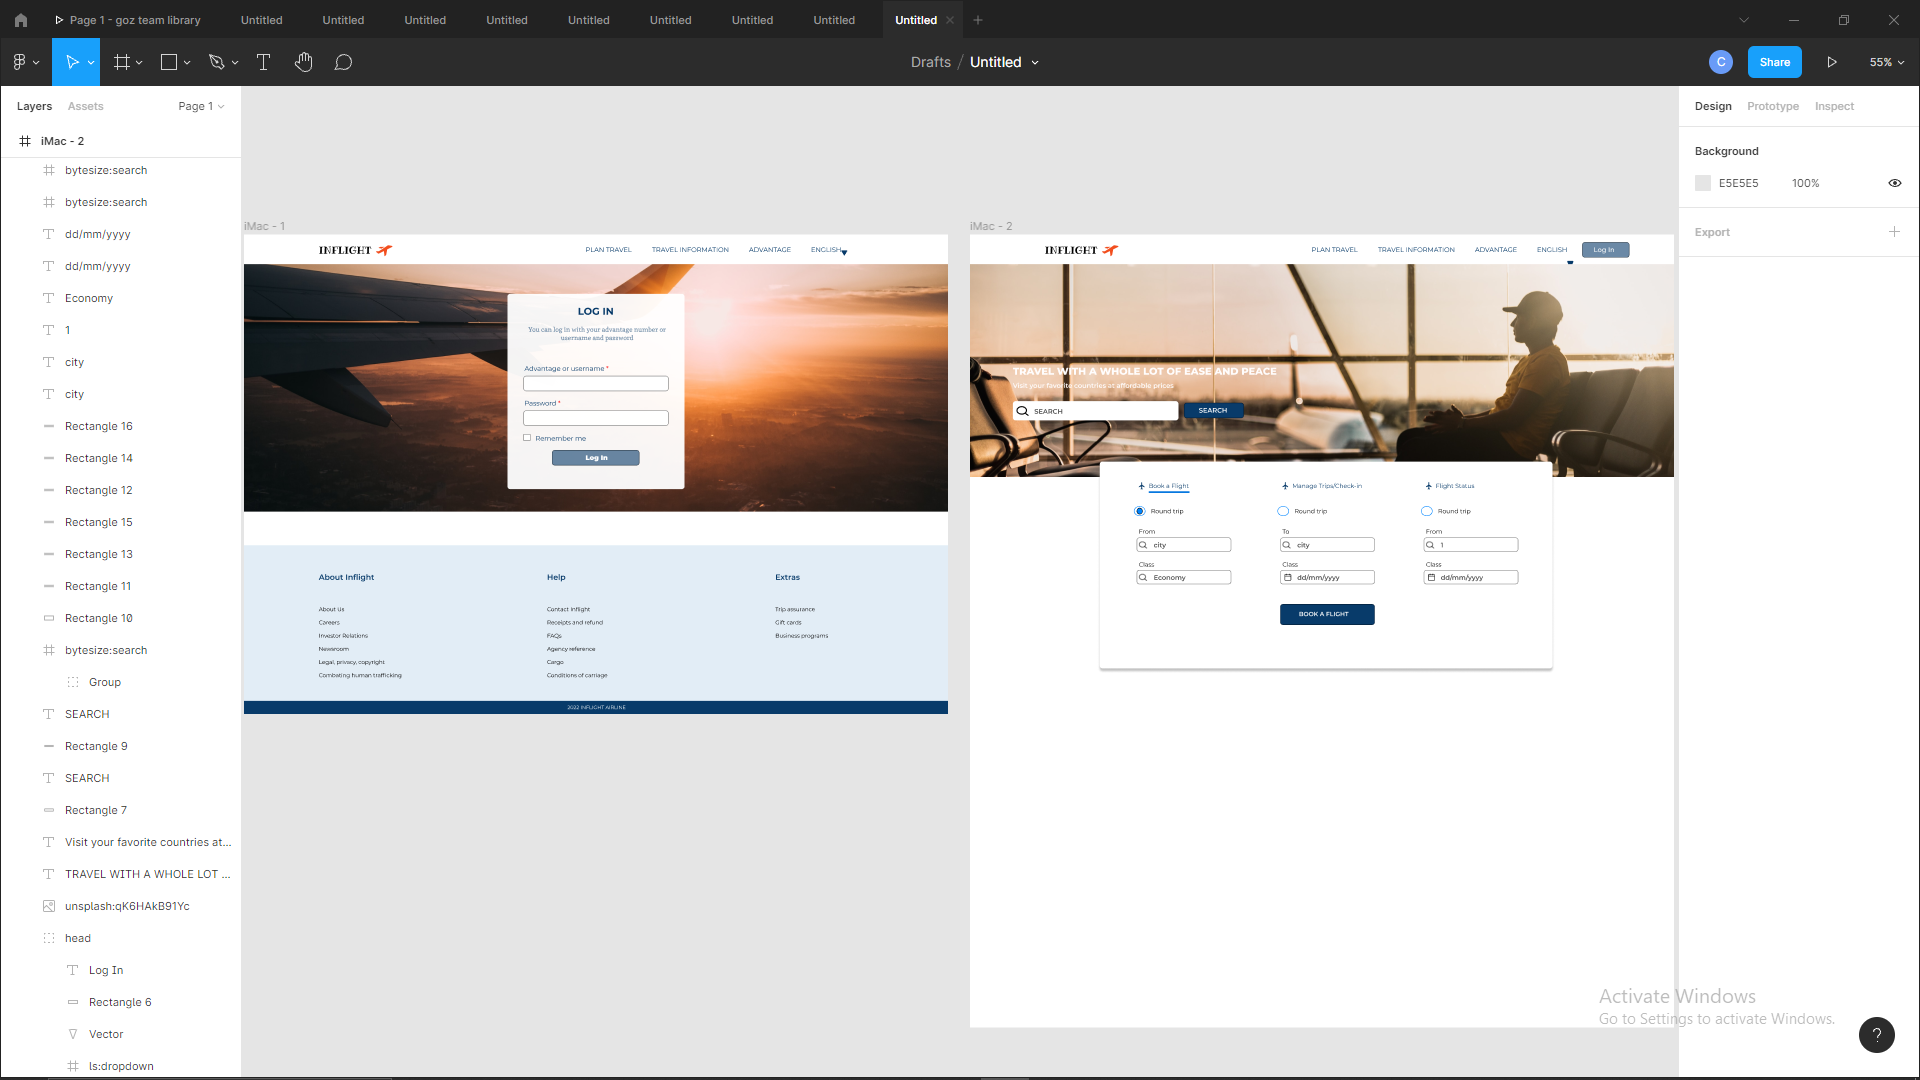 Page 1 - goz team library
Untitled
Untitled
Untitled
Untitled
Untitled
Untitled
Untitled
Untitled
Untitled
Drafts / Untitled
C
Share
55%
Layers
Assets
Page 1
iMac - 2
bytesize:search
bytesize:search
dd/mm/yyyy
dd/mm/yyyy
Economy
1
city
city
Rectangle 16
Rectangle 14
Rectangle 12
Rectangle 15
Rectangle 13
Rectangle 11
Rectangle 10
bytesize:search
Group
SEARCH
Rectangle 9
SEARCH
Rectangle 7
Visit your favorite countries at...
TRAVEL WITH A WHOLE LOT ...
unsplash:qK6HAkB91Yc
head
Log In
Rectangle 6
Vector
ls:dropdown
iMac - 1
INFLIGHT
PLAN TRAVEL
TRAVEL INFORMATION
ADVANTAGE
ENGLISH
LOG IN
You can log in with your advantage number or
username and password
Advantage or username *
Password *
Remember me
Log In
About Inflight
About Us
Careers
Investor Relations
Newsroom
Legal, privacy, copyright
Combating human trafficking
Help
Contact Inflight
Receipts and refund
FAQs
Agency reference
Cargo
Conditions of carriage
Extras
Trip assurance
Gift cards
Business programs
2022 INFLIGHT AIRLINE
iMac - 2
INFLIGHT
PLAN TRAVEL
TRAVEL INFORMATION
ADVANTAGE
ENGLISH
Log In
TRAVEL WITH A WHOLE LOT OF EASE AND PEACE
Visit your favorite countries at affordable prices
SEARCH
SEARCH
Book a Flight
Manage Trips/Check-in
Flight Status
Round trip
Round trip
Round trip
From
To
From
city
city
1
Class
Class
Class
Economy
dd/mm/yyyy
dd/mm/yyyy
BOOK A FLIGHT
Design
Prototype
Inspect
Background
E5E5E5
100%
Export
Activate Windows
Go to Settings to activate Windows.
?